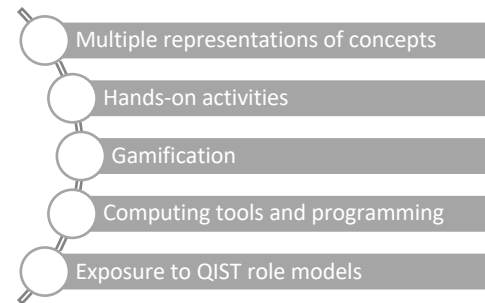 Multiple representations of concepts
Hands-on activities
Gamification
Computing tools and programming
Exposure to QIST role models